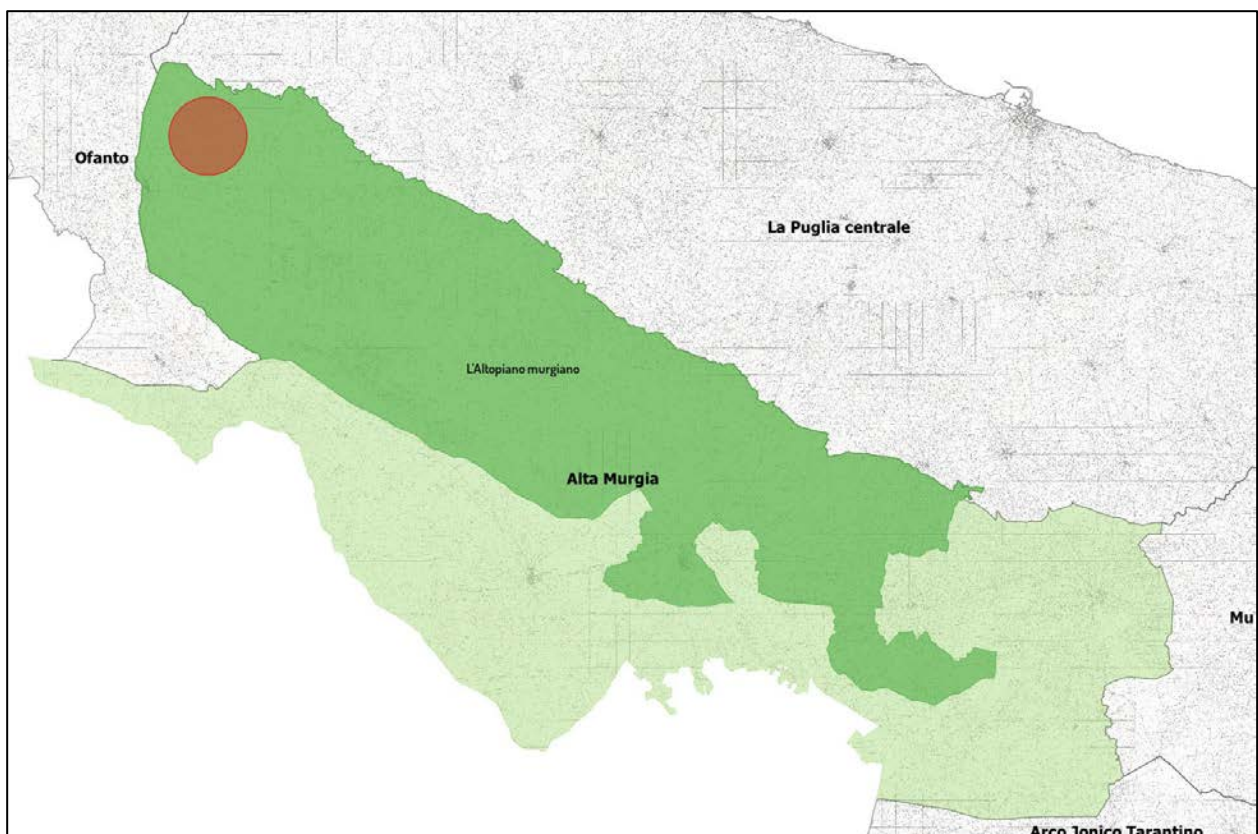 Ofanto
La Puglia centrale
L'Altopiano murgiano
Alta Murgia
Mu
Arco Jonico Tarantino